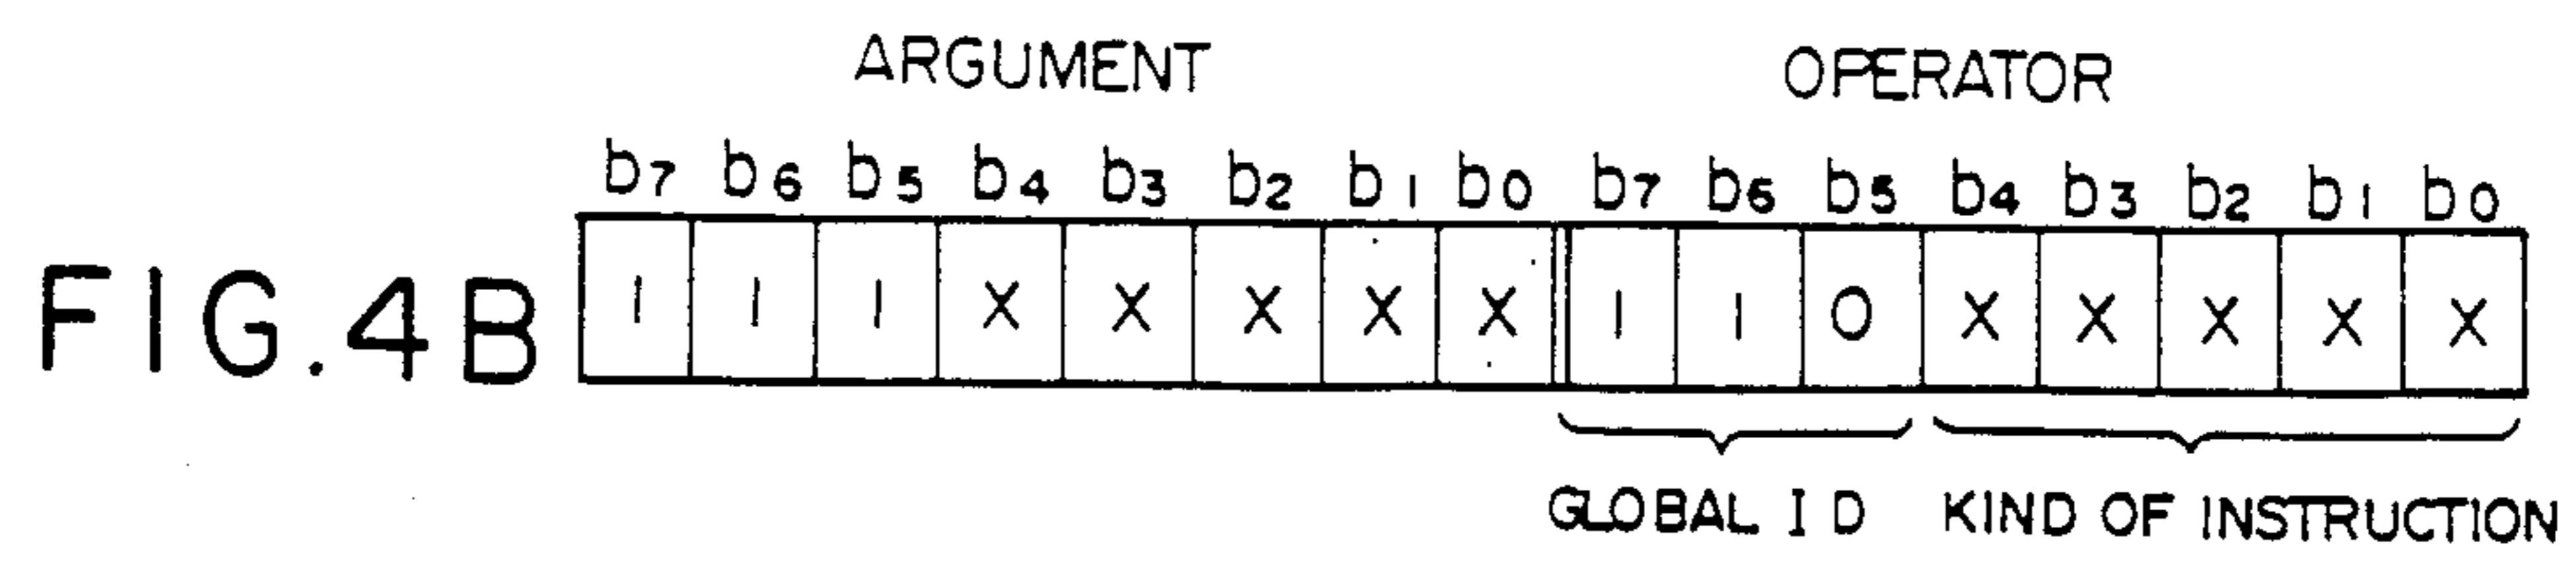 ARGUMENT OPERATOR
b7 b6 b5 b4 b3 b2 b1 b0 b7 b6 b5 b4 b3 b2 b1 b0
FIG.4B 1 1 1 X X X X X 1 1 0 X X X X X
GLOBAL ID KIND OF INSTRUCTION